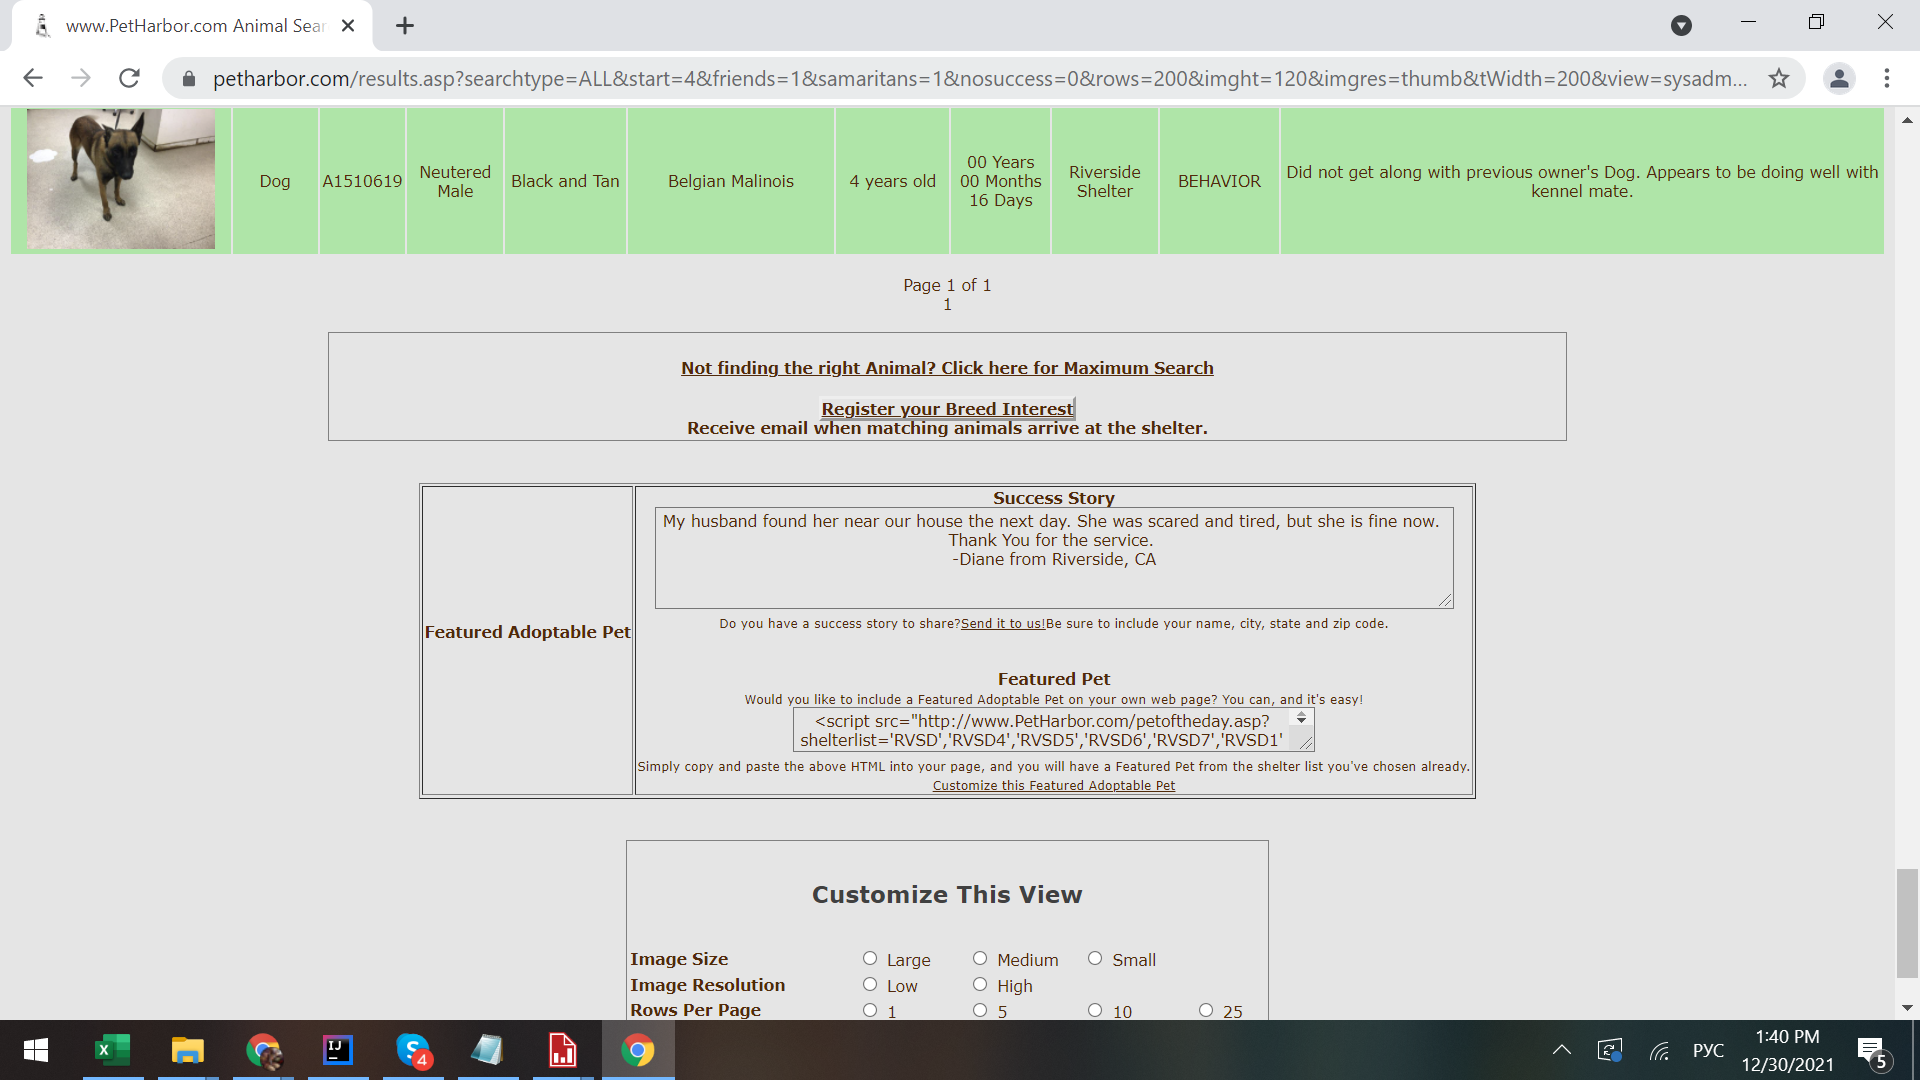 www.PetHarbor.com Animal Sear
petharbor.com/results.asp?searchtype=ALL&start=4&friends=1&samaritans=1&nosuccess=0&rows=200&imght=120&imgres=thumb&tWidth=200&view=sysadm...
Dog
A1510619
Neutered
Male
Black and Tan
Belgian Malinois
4 years old
00 Years
00 Months
16 Days
Riverside
Shelter
BEHAVIOR
Did not get along with previous owner's Dog. Appears to be doing well with
kennel mate.
Page 1 of 1
1
Not finding the right Animal? Click here for Maximum Search
Register your Breed Interest
Receive email when matching animals arrive at the shelter.
Featured Adoptable Pet
Success Story
My husband found her near our house the next day. She was scared and tired, but she is fine now.
Thank You for the service.
-Diane from Riverside, CA
Do you have a success story to share?Send it to us!Be sure to include your name, city, state and zip code.
Featured Pet
Would you like to include a Featured Adoptable Pet on your own web page? You can, and it's easy!
<script src="http://www.PetHarbor.com/petoftheday.asp?
shelterlist='RVSD','RVSD4','RVSD5','RVSD6','RVSD7','RVSD1'
Simply copy and paste the above HTML into your page, and you will have a Featured Pet from the shelter list you've chosen already.
Customize this Featured Adoptable Pet
Customize This View
Image Size Large Medium Small
Image Resolution Low High
Rows Per Page 1 5 10 25
X
IJ
S 4
РУС
1:40 PM
12/30/2021
5